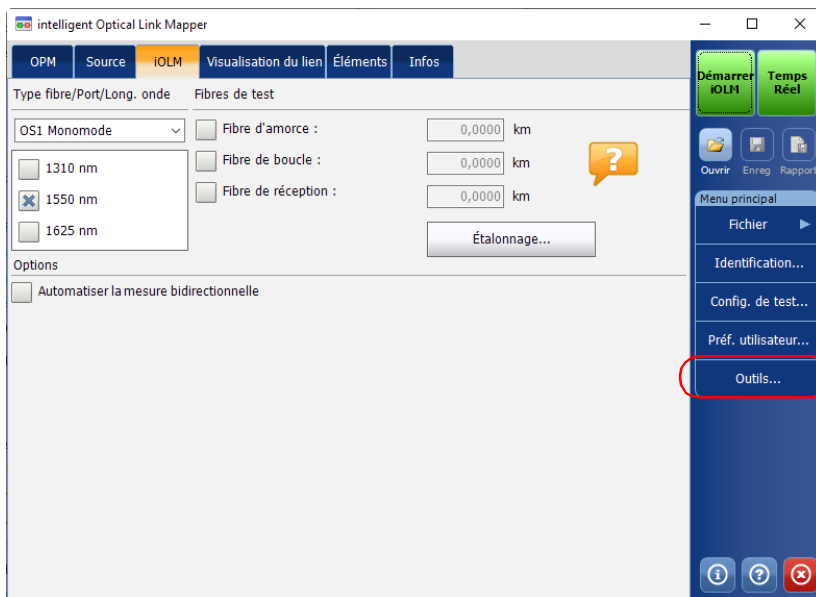 intelligent Optical Link Mapper
OPM Source iOLM Visualisation du lien Éléments Infos
Type fibre/Port/Long. onde Fibres de test
OS1 Monomode
1310 nm
1550 nm
1625 nm
Fibre d'amorce : 0,0000 km
Fibre de boucle : 0,0000 km
Fibre de réception : 0,0000 km
?
Étalonnage...
Options
Automatiser la mesure bidirectionnelle
Démarrer iOLM
Temps Réel
Ouvrir Enreg Rapport
Menu principal
Fichier
Identification...
Config. de test...
Préf. utilisateur...
Outils...
i ?